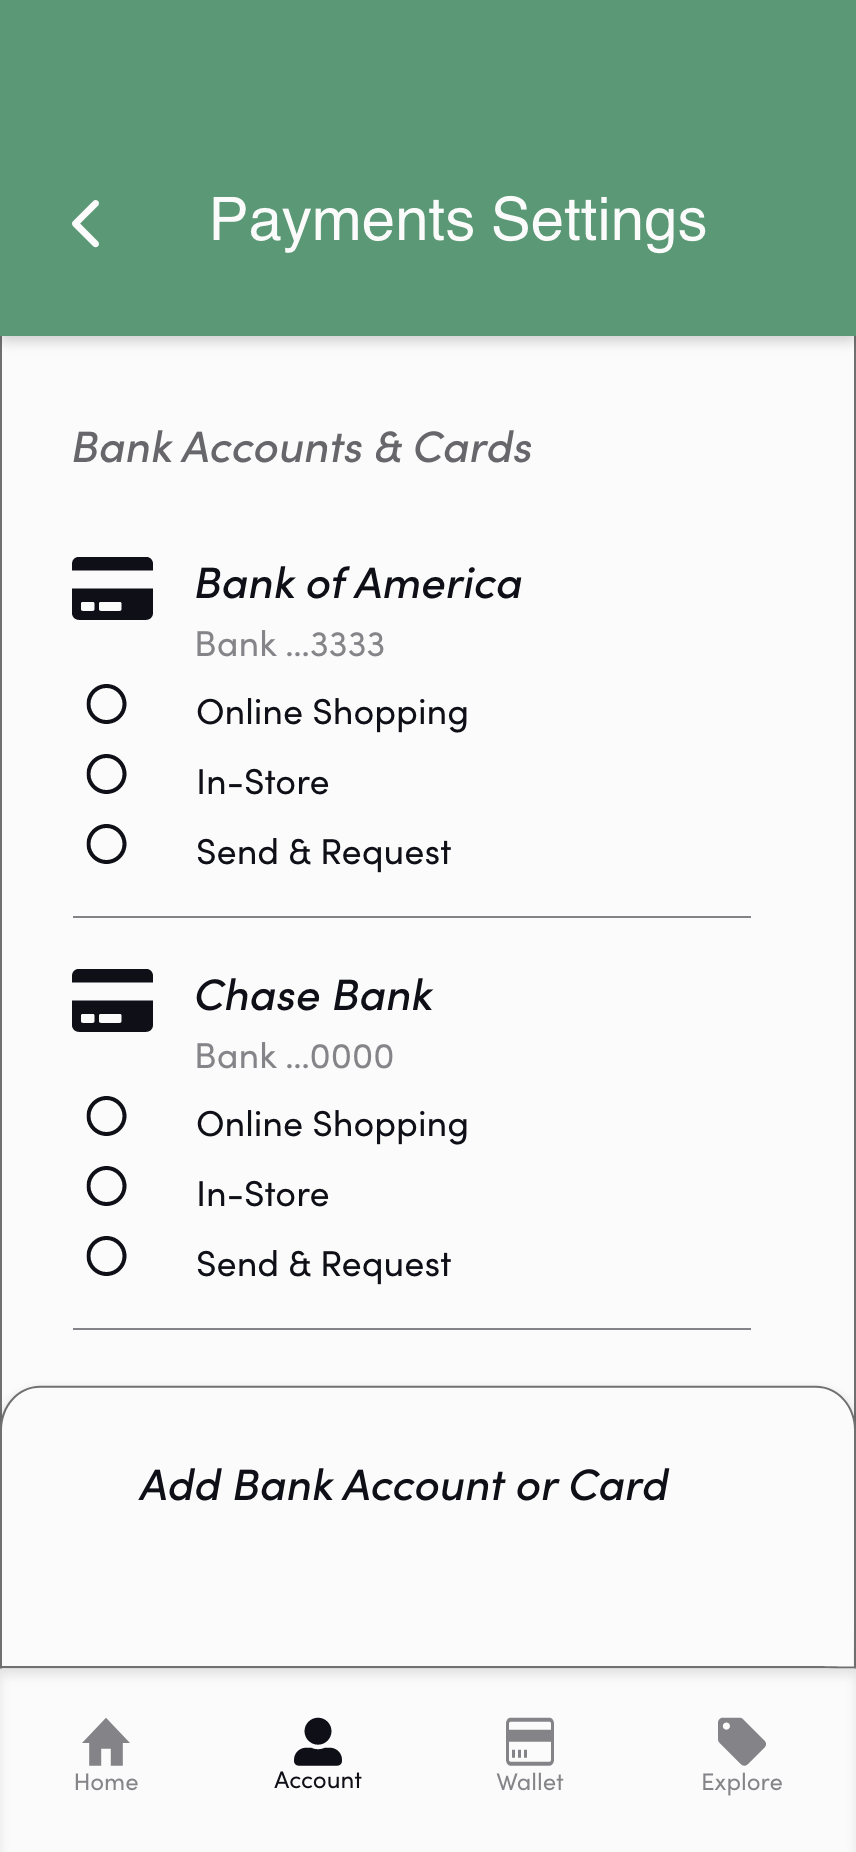 Payments Settings
Bank Accounts & Cards
Bank of America
Bank ...3333
Online Shopping
In-Store
Send & Request
Chase Bank
Bank ...0000
Online Shopping
In-Store
Send & Request
Add Bank Account or Card
Home
Account
Wallet
Explore